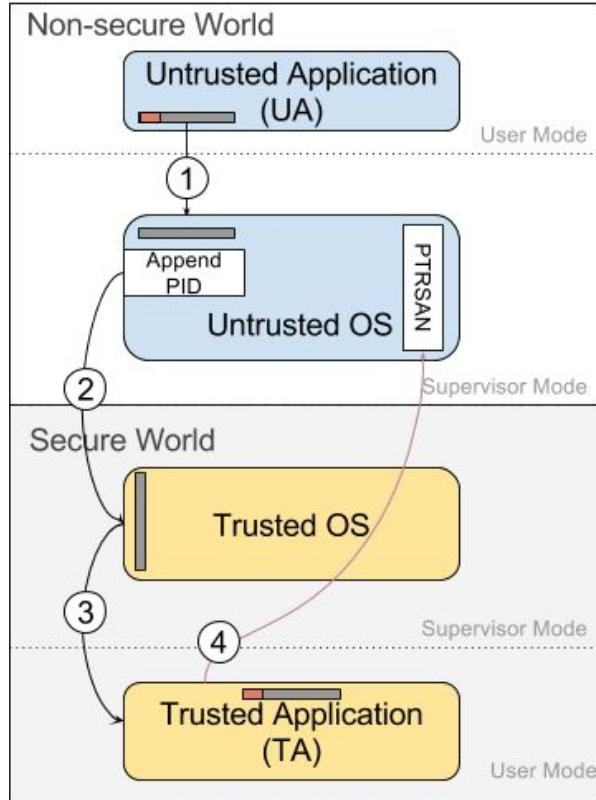 Non-secure World
Untrusted Application
(UA)
User Mode
1
Append
PID
PTRSAN
Untrusted OS
2
Supervisor Mode
Secure World
Trusted OS
3
4
Supervisor Mode
Trusted Application
(TA)
User Mode